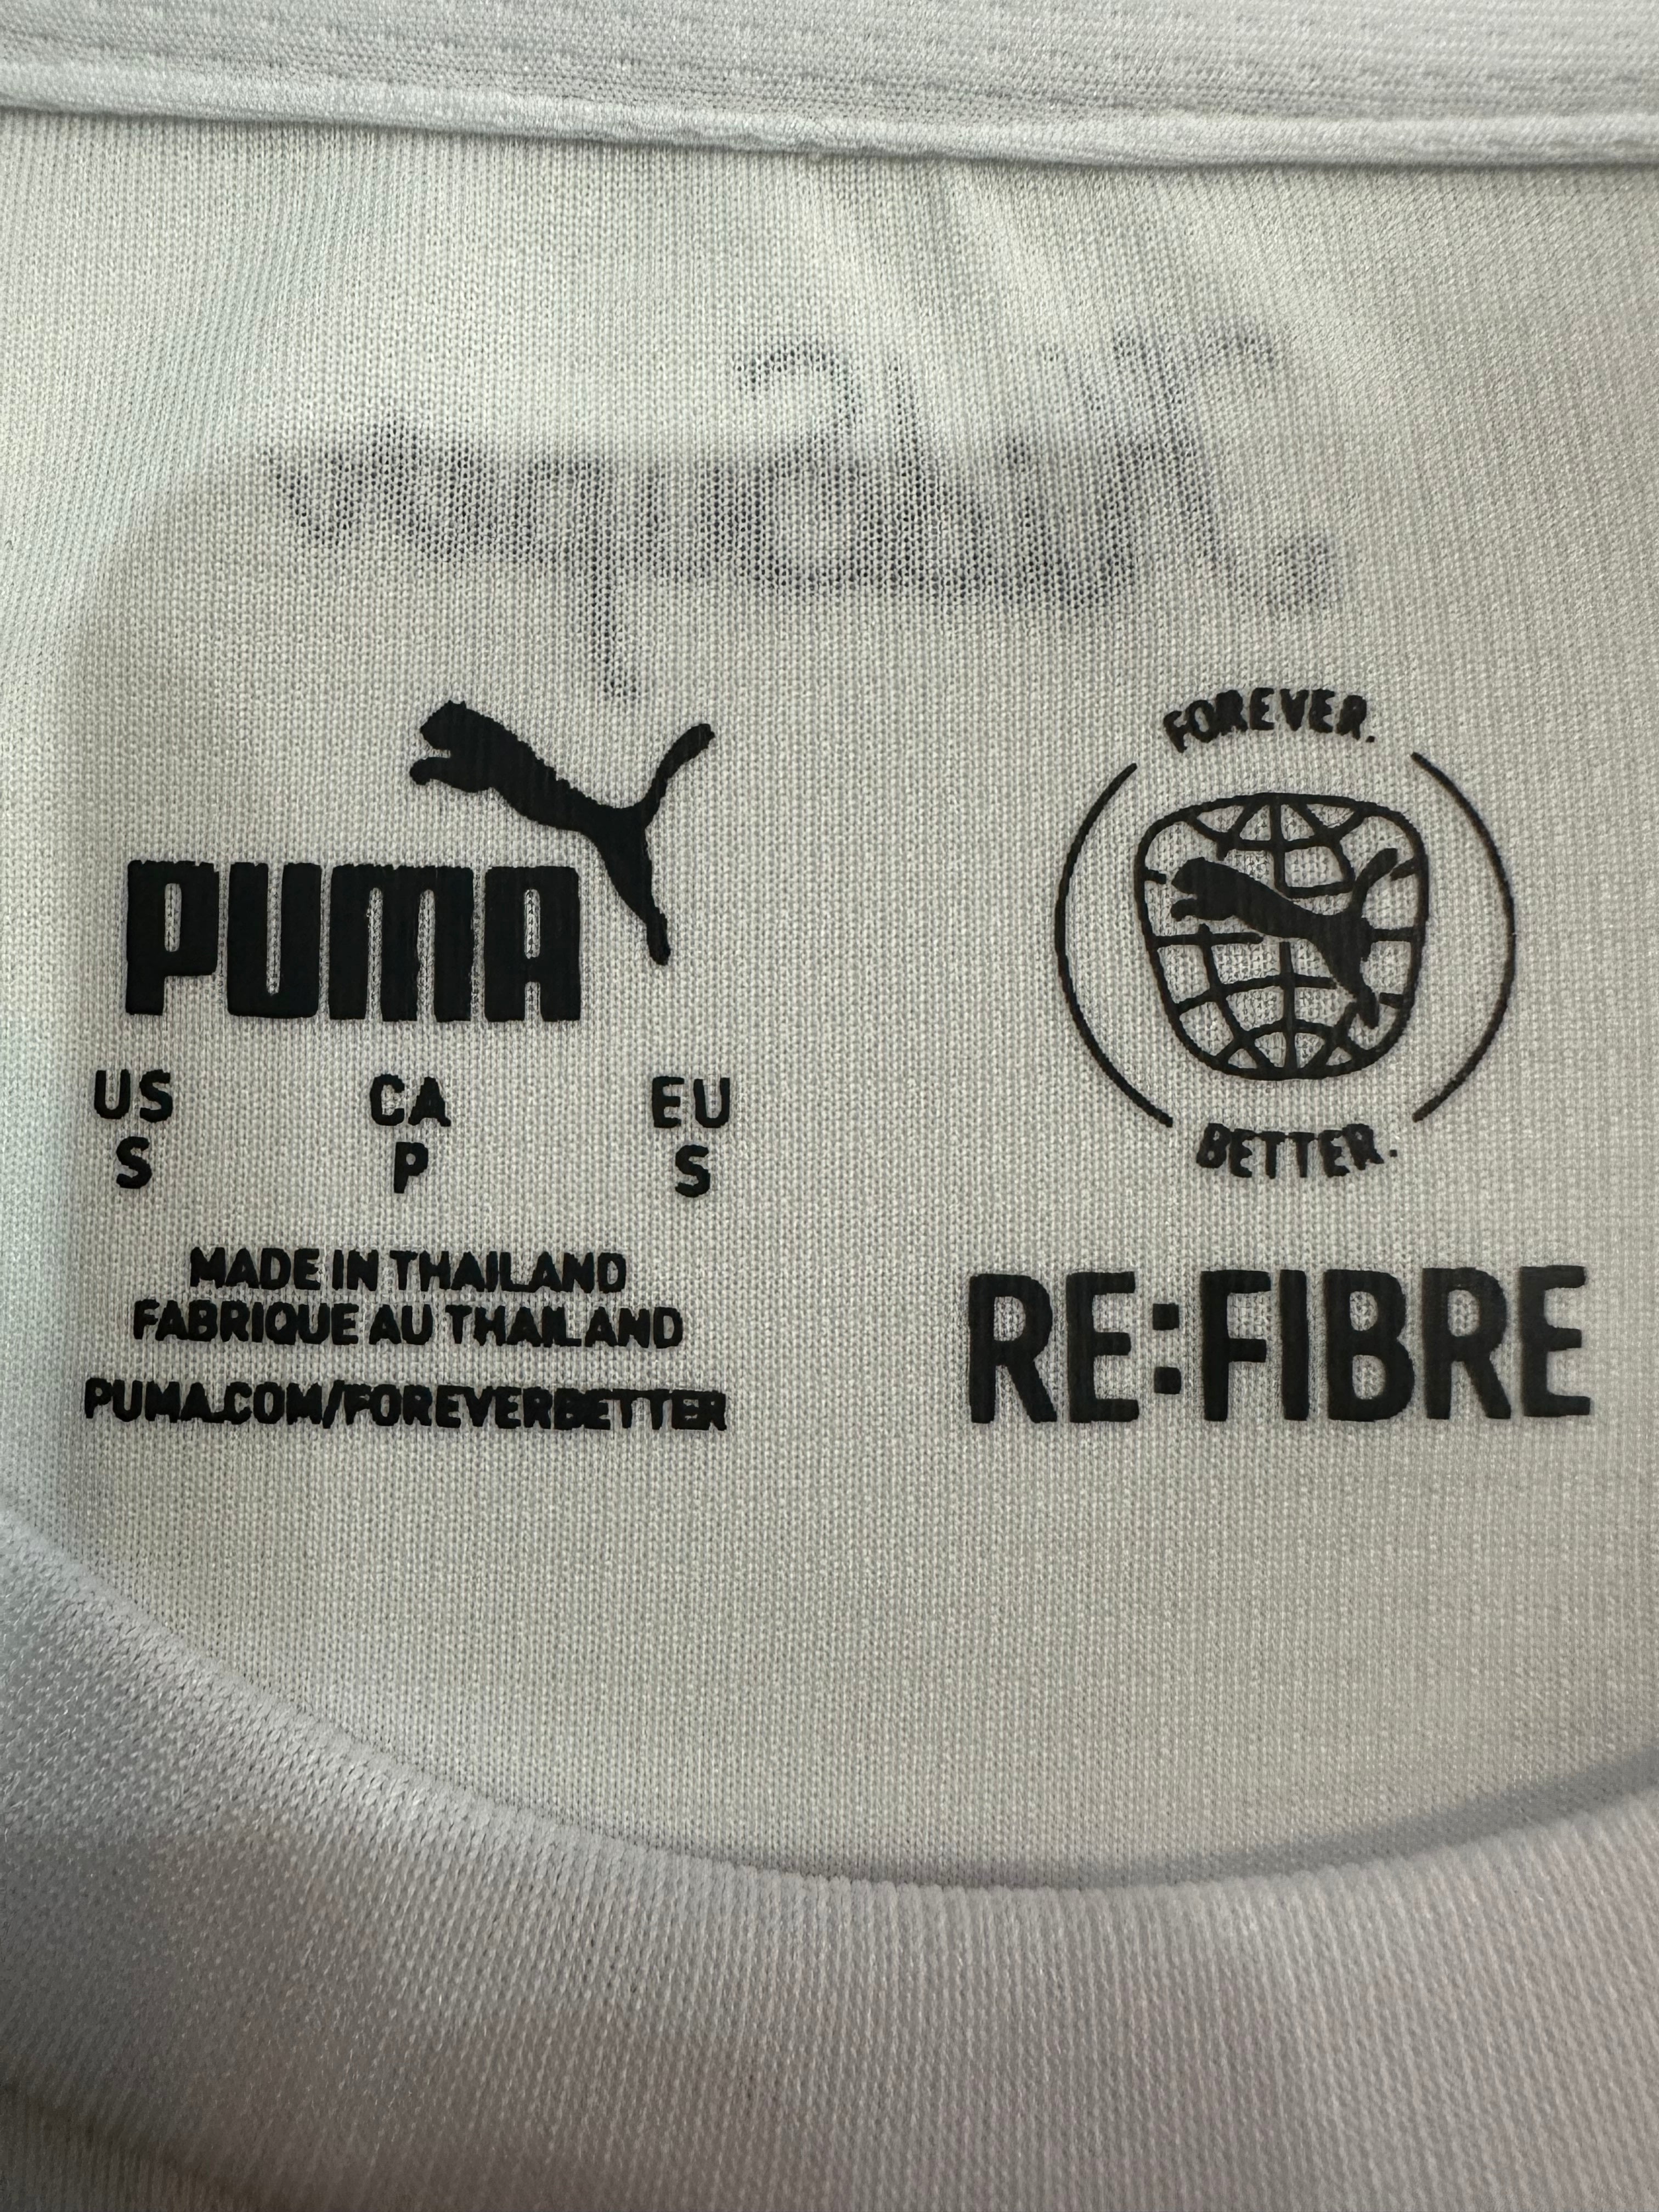 PUMA
US CA EU
S P S
MADE IN THAILAND
FABRIQUE AU THAILAND
PUMA.COM/FOREVERBETTER
FOREVER.
BETTER.
RE:FIBRE